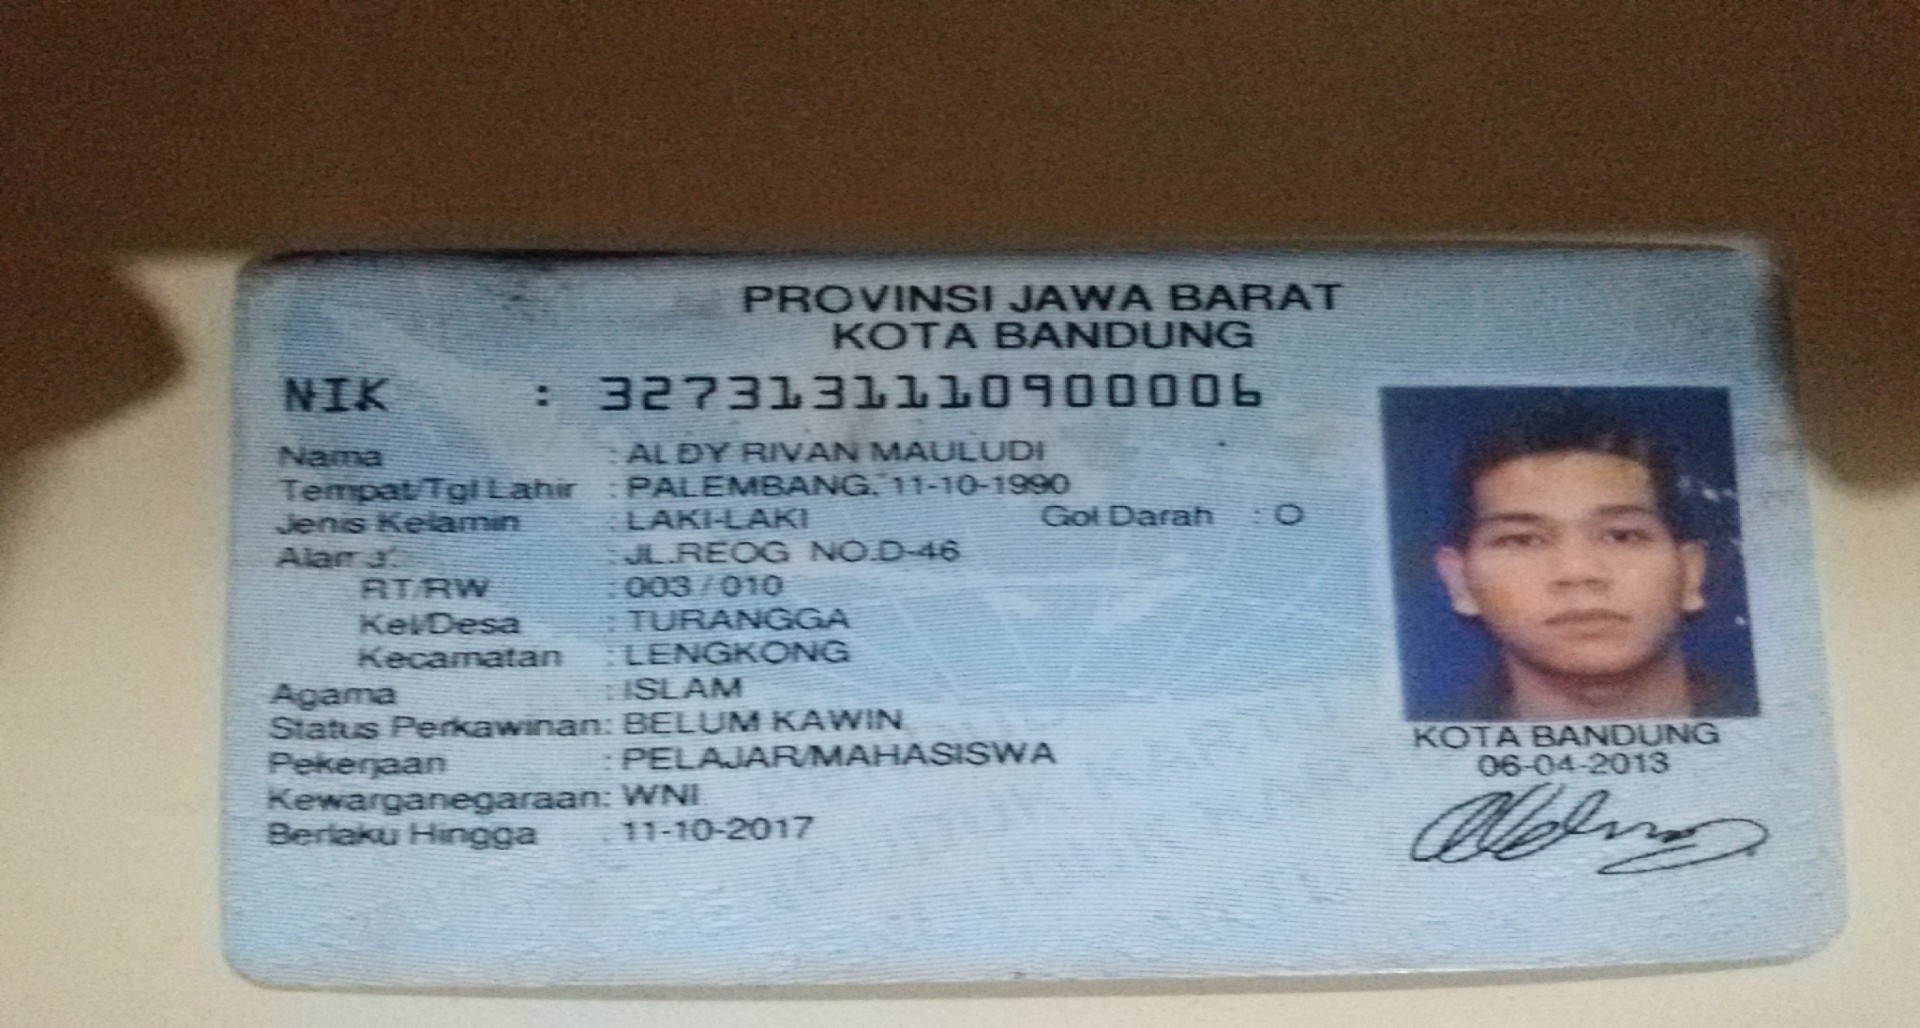 PROVINSI JAWA BARAT
KOTA BANDUNG
NIK : 3273131110900006
Nama : ALDY RIVAN MAULUDI
Tempat/Tgl Lahir : PALEMBANG, 11-10-1990
Jenis Kelamin : LAKI-LAKI Gol Darah : O
Alamat : JL.REOG NO.D-46
RT/RW : 003 / 010
Kel/Desa : TURANGGA
Kecamatan : LENGKONG
Agama : ISLAM
Status Perkawinan: BELUM KAWIN
Pekerjaan : PELAJAR/MAHASISWA
Kewarganegaraan: WNI
Berlaku Hingga : 11-10-2017
KOTA BANDUNG
06-04-2013